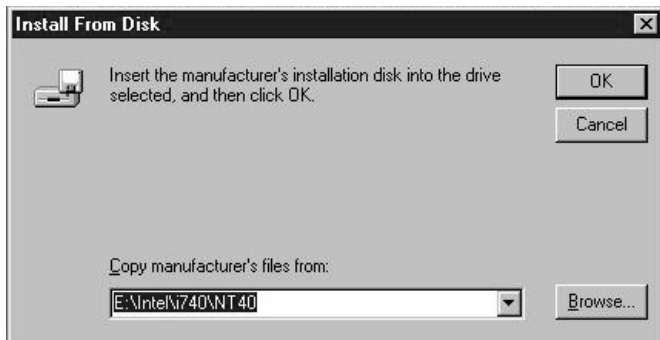 Install From Disk
Insert the manufacturer's installation disk into the drive
selected, and then click OK.
OK
Cancel
Copy manufacturer's files from:
E:\Intel\i740\NT40
Browse...